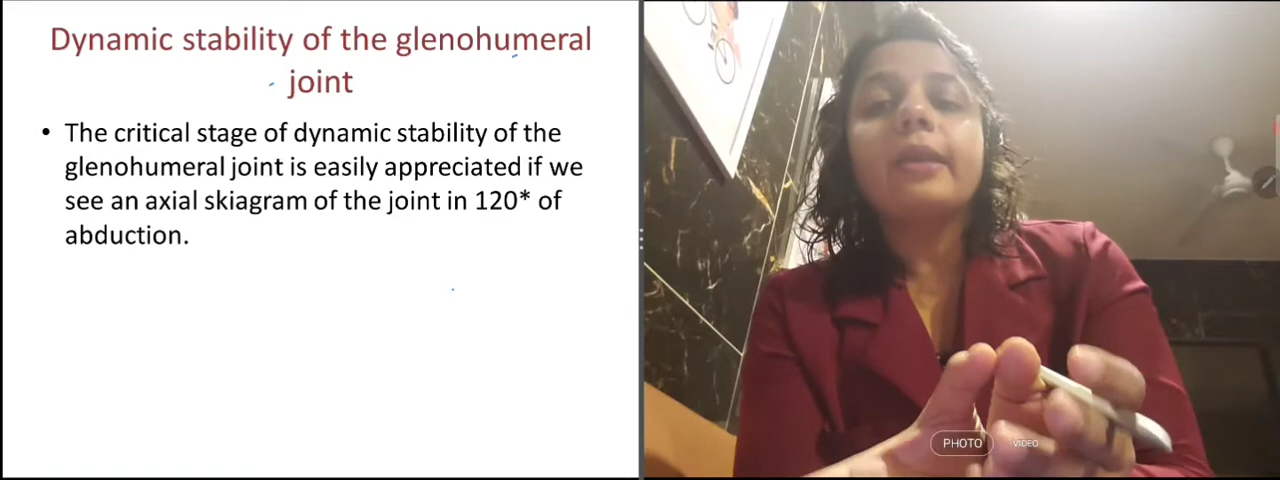 Dynamic stability of the glenohumeral
joint
• The critical stage of dynamic stability of the
glenohumeral joint is easily appreciated if we
see an axial skiagram of the joint in 120* of
abduction.
PHOTO
VIDEO